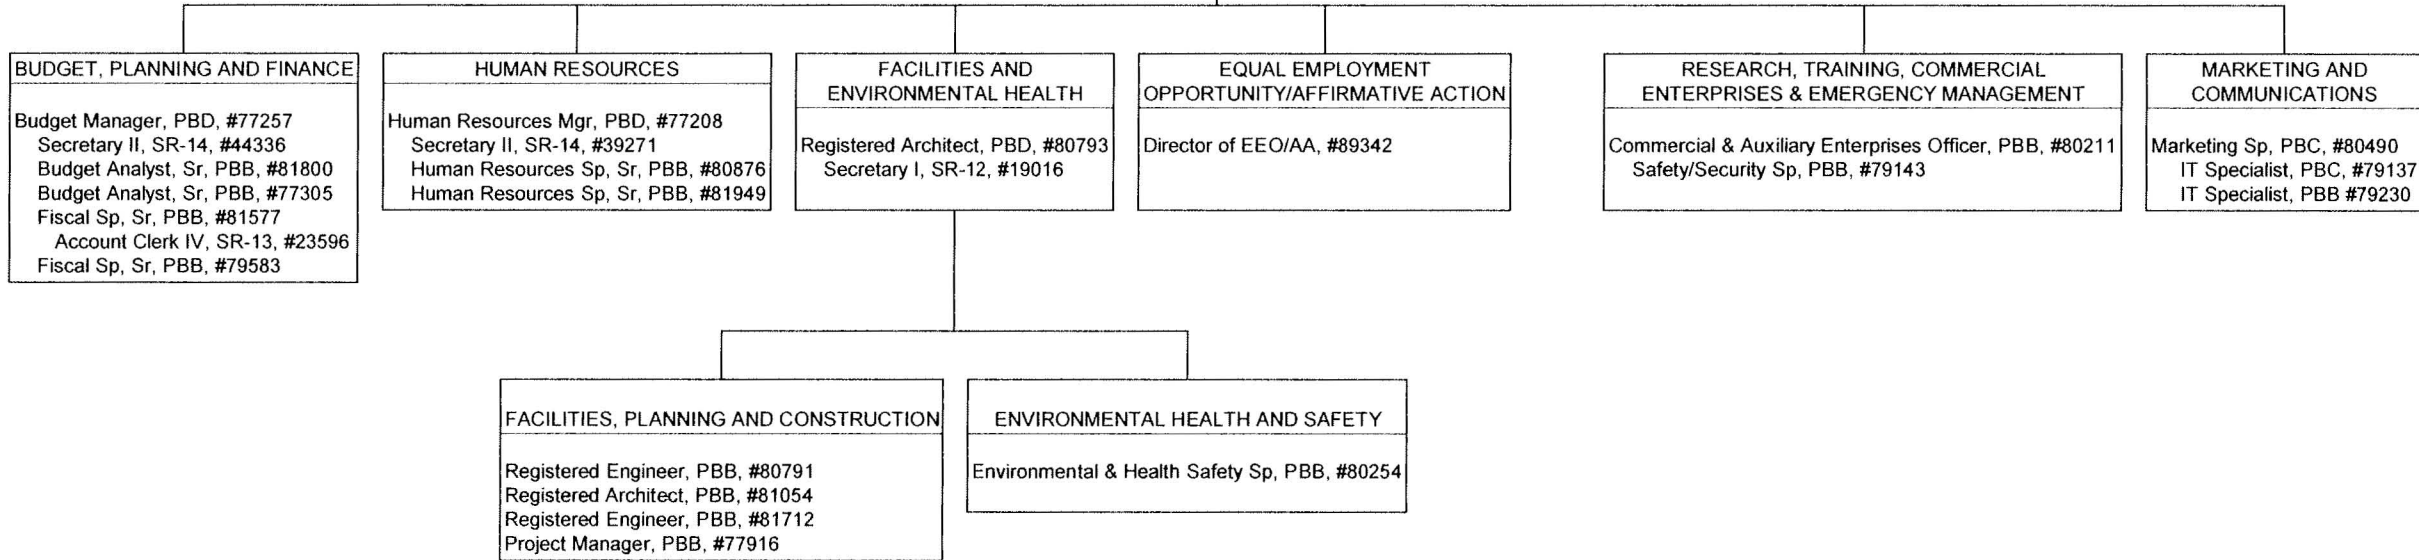 BUDGET, PLANNING AND FINANCE
Budget Manager, PBD, #77257
Secretary II, SR-14, #44336
Budget Analyst, Sr, PBB, #81800
Budget Analyst, Sr, PBB, #77305
Fiscal Sp, Sr, PBB, #81577
Account Clerk IV, SR-13, #23596
Fiscal Sp, Sr, PBB, #79583
HUMAN RESOURCES
Human Resources Mgr, PBD, #77208
Secretary II, SR-14, #39271
Human Resources Sp, Sr, PBB, #80876
Human Resources Sp, Sr, PBB, #81949
FACILITIES AND
ENVIRONMENTAL HEALTH
Registered Architect, PBD, #80793
Secretary I, SR-12, #19016
EQUAL EMPLOYMENT
OPPORTUNITY/AFFIRMATIVE ACTION
Director of EEO/AA, #89342
RESEARCH, TRAINING, COMMERCIAL
ENTERPRISES & EMERGENCY MANAGEMENT
Commercial & Auxiliary Enterprises Officer, PBB, #80211
Safety/Security Sp, PBB, #79143
MARKETING AND
COMMUNICATIONS
Marketing Sp, PBC, #80490
IT Specialist, PBC, #79137
IT Specialist, PBB #79230
FACILITIES, PLANNING AND CONSTRUCTION
Registered Engineer, PBB, #80791
Registered Architect, PBB, #81054
Registered Engineer, PBB, #81712
Project Manager, PBB, #77916
ENVIRONMENTAL HEALTH AND SAFETY
Environmental & Health Safety Sp, PBB, #80254